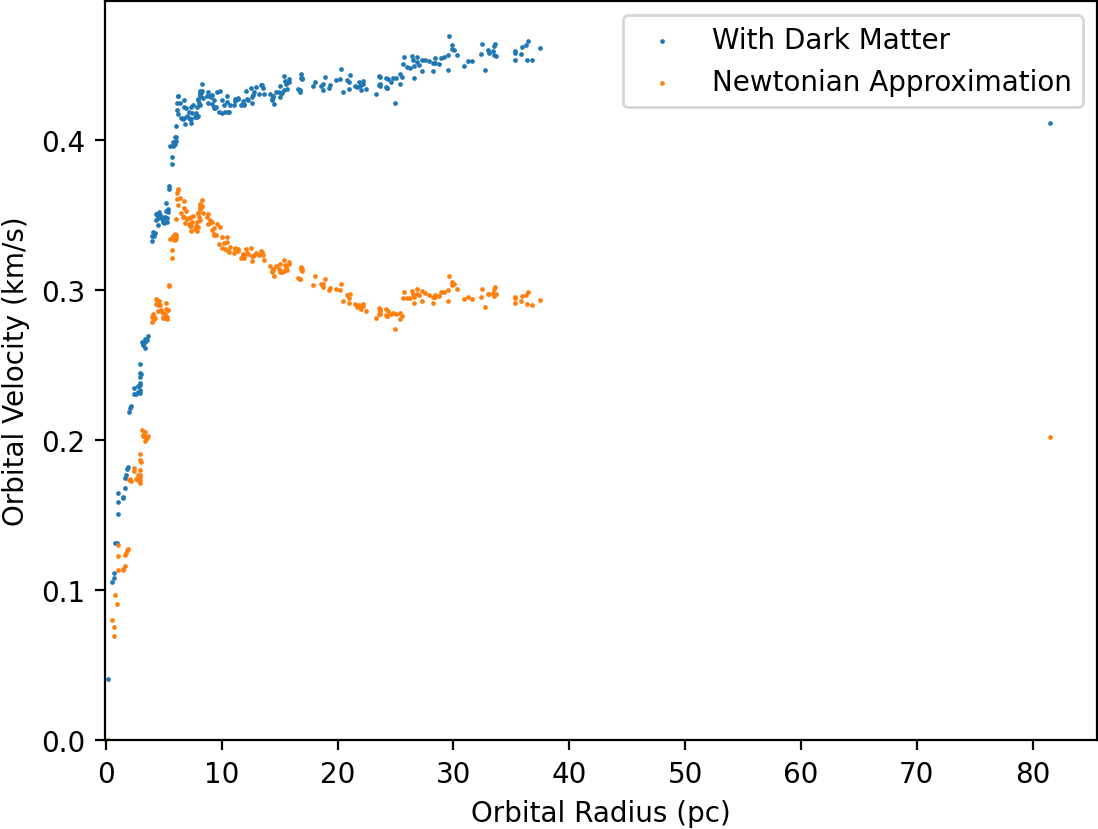 With Dark Matter
Newtonian Approximation
Orbital Velocity (km/s)
0.4
0.3
0.2
0.1
0.0
0 10 20 30 40 50 60 70 80
Orbital Radius (pc)